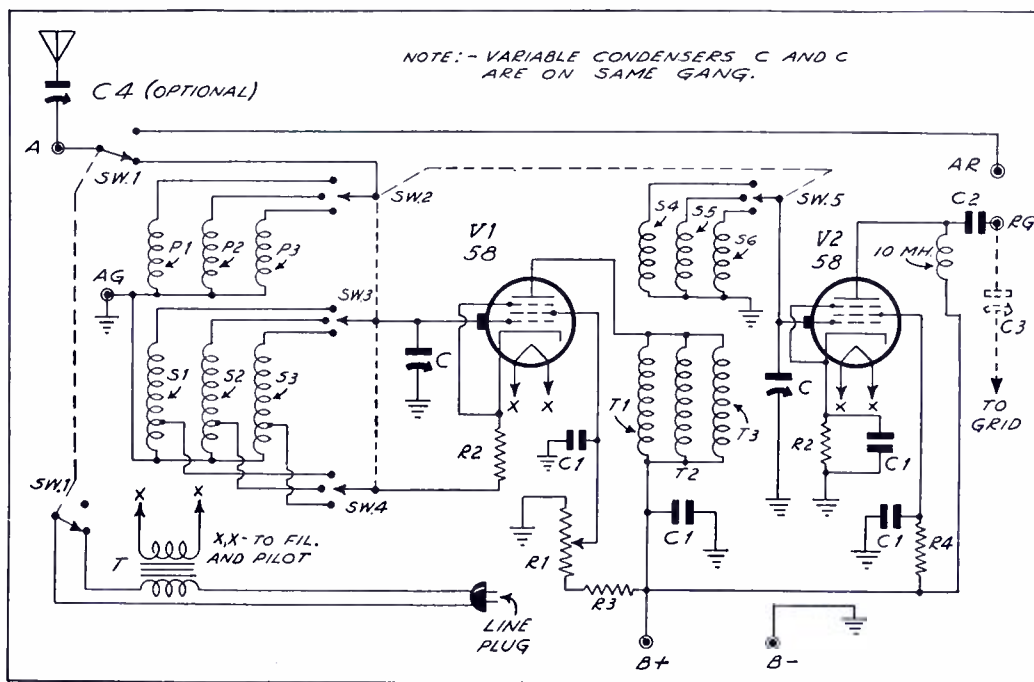 NOTE:- VARIABLE CONDENSERS C AND C
ARE ON SAME GANG.
C4 (OPTIONAL)
A
SW.1
SW.2
AR
C2
RG
P1
P2
P3
V1
58
S4
S5
S6
SW.5
V2
58
10 MH.
AG
SW.3
C
C
C3
S1
S2
S3
X
X
X
X
TO
GRID
T1
T3
T2
R2
C1
R2
C1
SW.4
SW.1
X
X
X,X- TO FIL.
AND PILOT
T
R1
C1
C1
R4
R3
LINE
PLUG
B+
B-